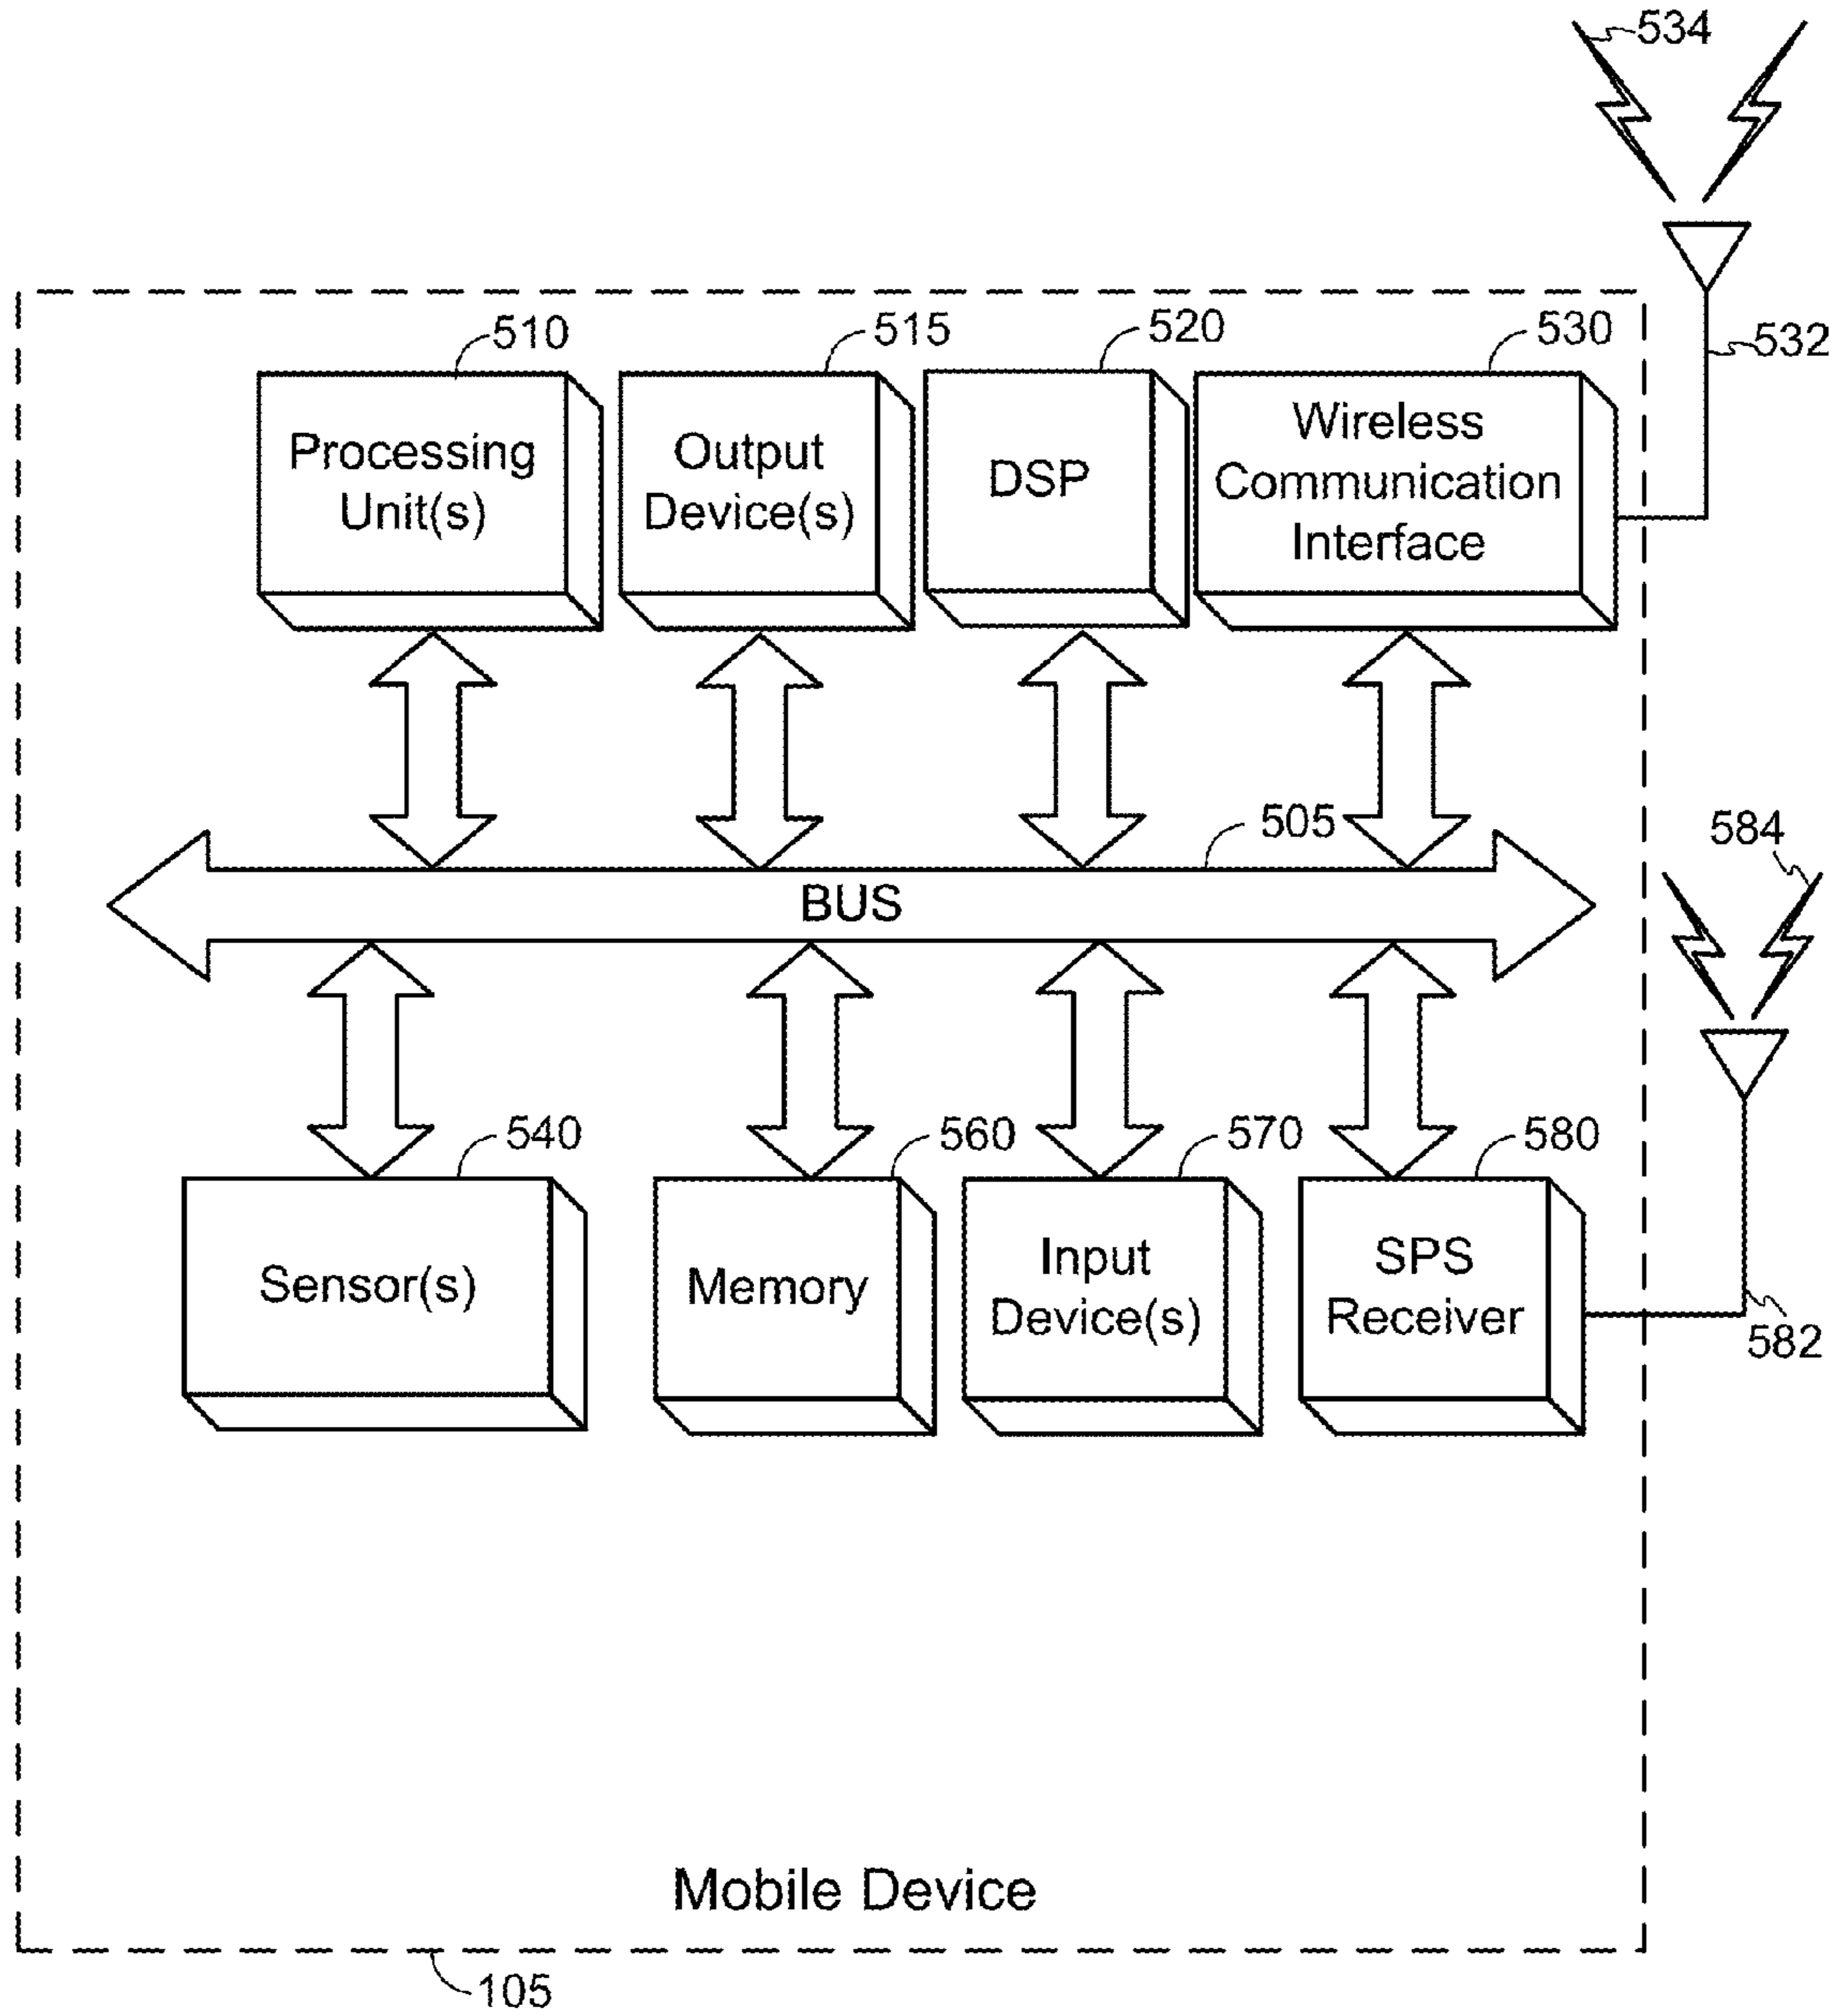 534
510
515
520
530
532
Processing
Unit(s)
Output
Device(s)
DSP
Wireless
Communication
Interface
505
BUS
584
540
560
570
580
Sensor(s)
Memory
Input
Device(s)
SPS
Receiver
582
Mobile Device
105